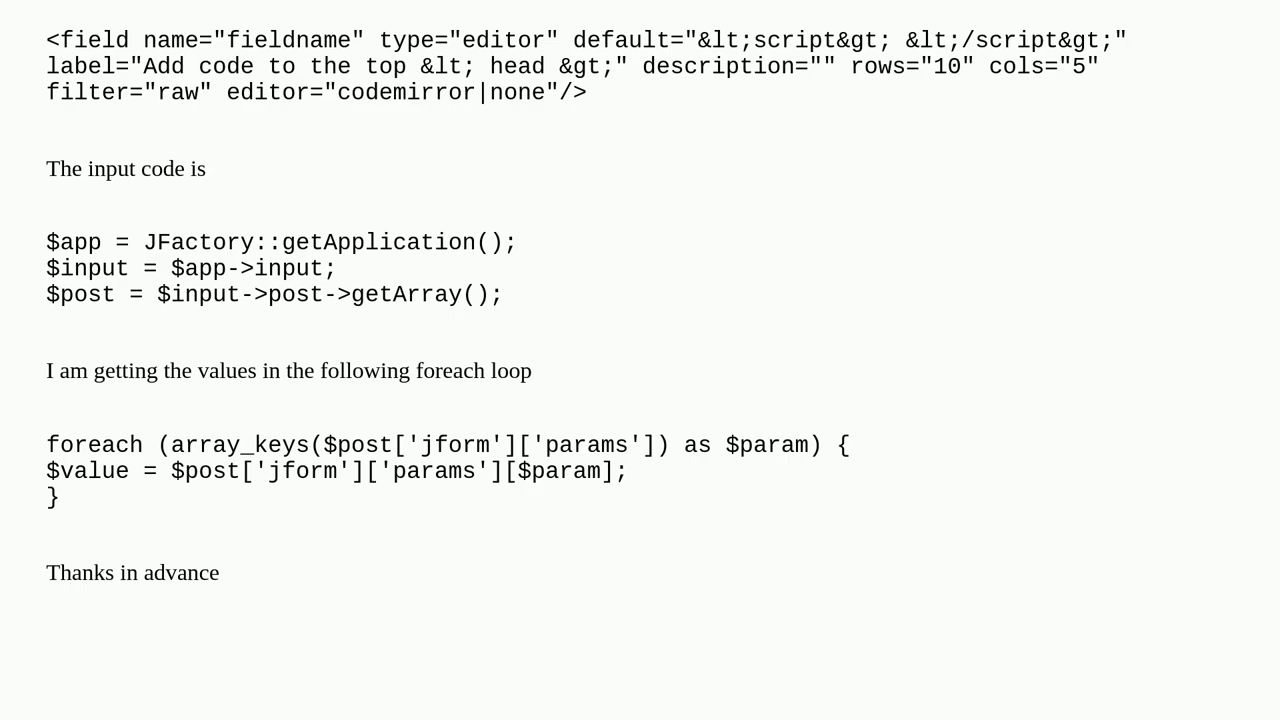 <field name="fieldname" type="editor" default="&lt;script&gt; &lt;/script&gt;"
label="Add code to the top &lt; head &gt;" description="" rows="10" cols="5"
filter="raw" editor="codemirror|none"/>
The input code is
$app = JFactory::getApplication();
$input = $app->input;
$post = $input->post->getArray();
I am getting the values in the following foreach loop
foreach (array_keys($post['jform']['params']) as $param) {
$value = $post['jform']['params'][$param];
}
Thanks in advance